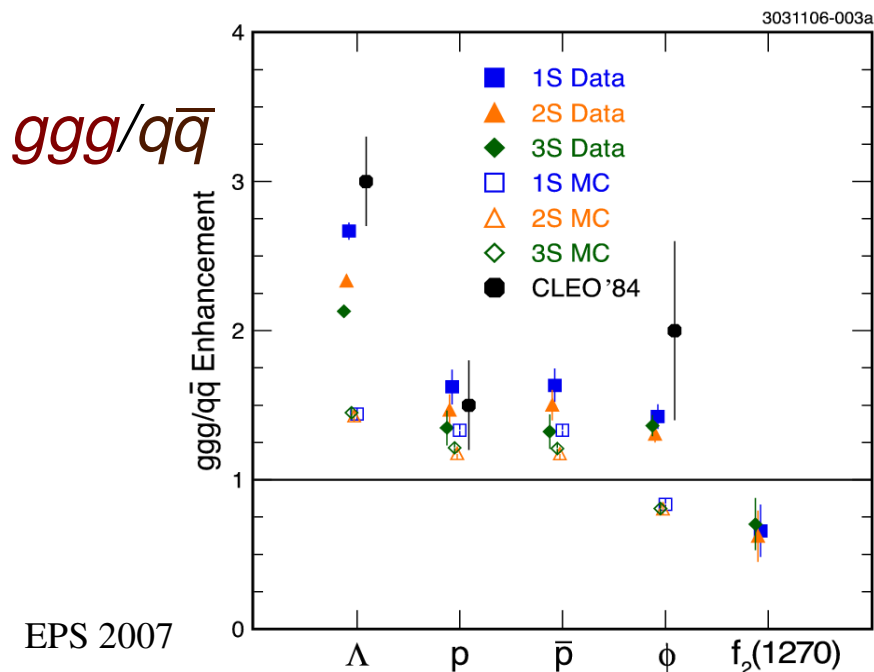 3031106-003a
ggg/qq̄
ggg/qq̄ Enhancement
4
3
2
1
0
1S Data
2S Data
3S Data
1S MC
2S MC
3S MC
CLEO '84
Λ p p̄ ϕ f₂(1270)
EPS 2007